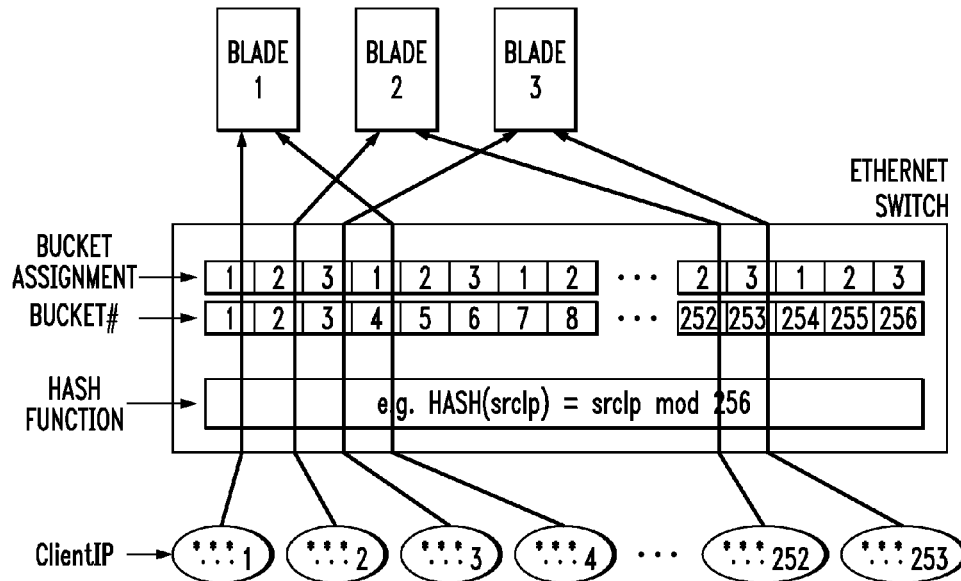 BLADE 1
BLADE 2
BLADE 3
ETHERNET
SWITCH
BUCKET
ASSIGNMENT
1 2 3 1 2 3 1 2 ··· 2 3 1 2 3
BUCKET#
1 2 3 4 5 6 7 8 ··· 252 253 254 255 256
HASH
FUNCTION
e.g. HASH(srcIp) = srcIp mod 256
ClientIP
*.*.*.1 *.*.*.2 *.*.*.3 *.*.*.4 ··· *.*.*.252 *.*.*.253